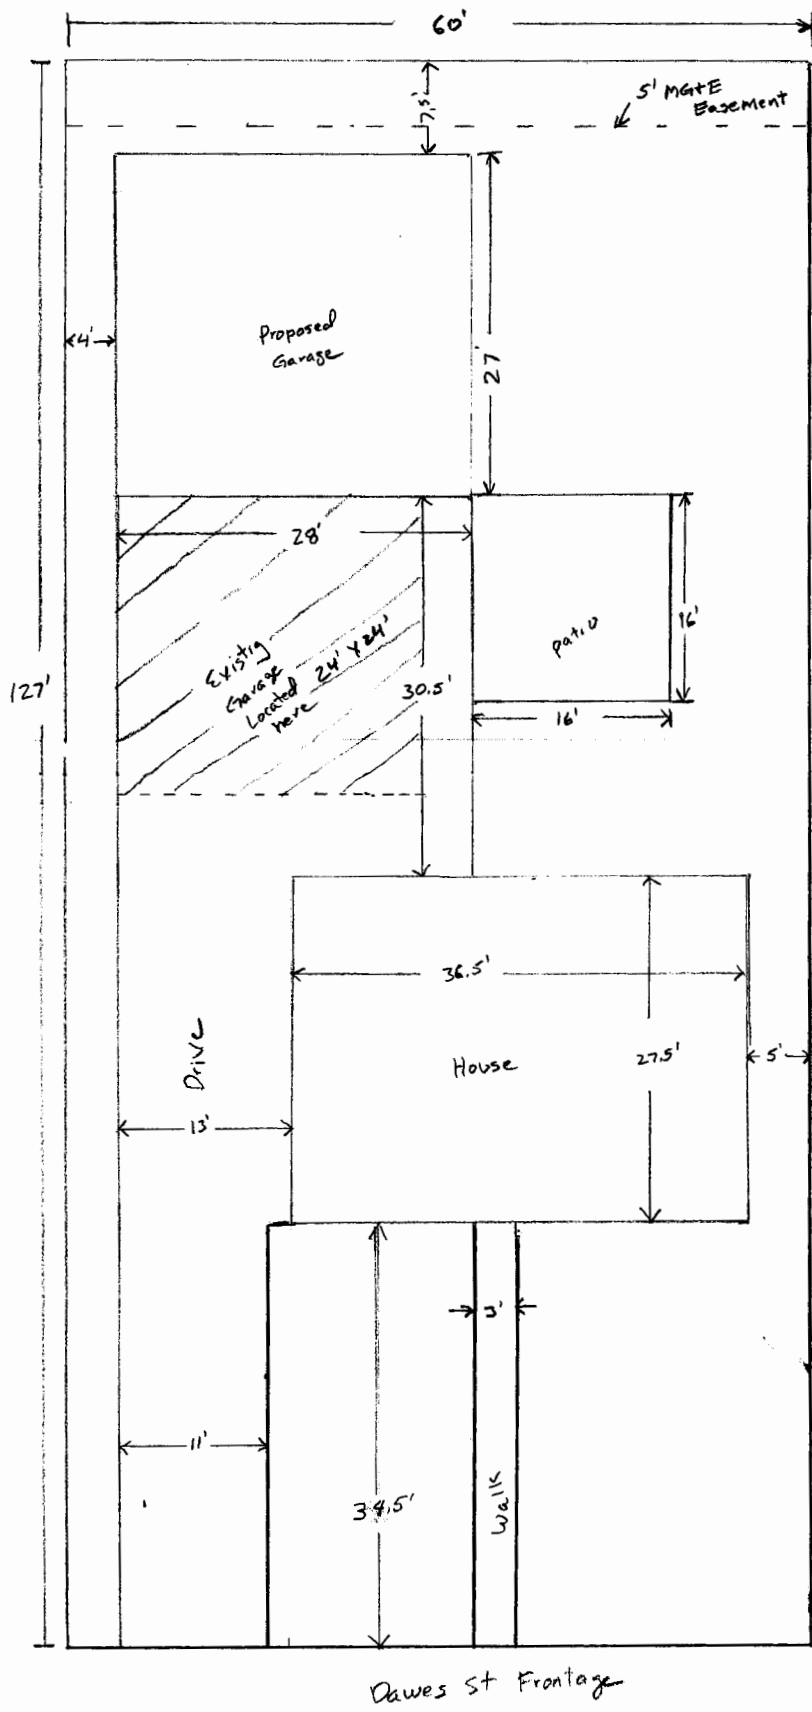 60'
7.5'
5' MG+E
Easement
4'
Proposed
Garage
27'
28'
Existig
Garage
Located 24' X 24'
here
30.5'
patio
16'
16'
127'
36.5'
House
27.5'
5'
Drive
13'
3'
11'
34.5'
Walk
Dawes St Frontage